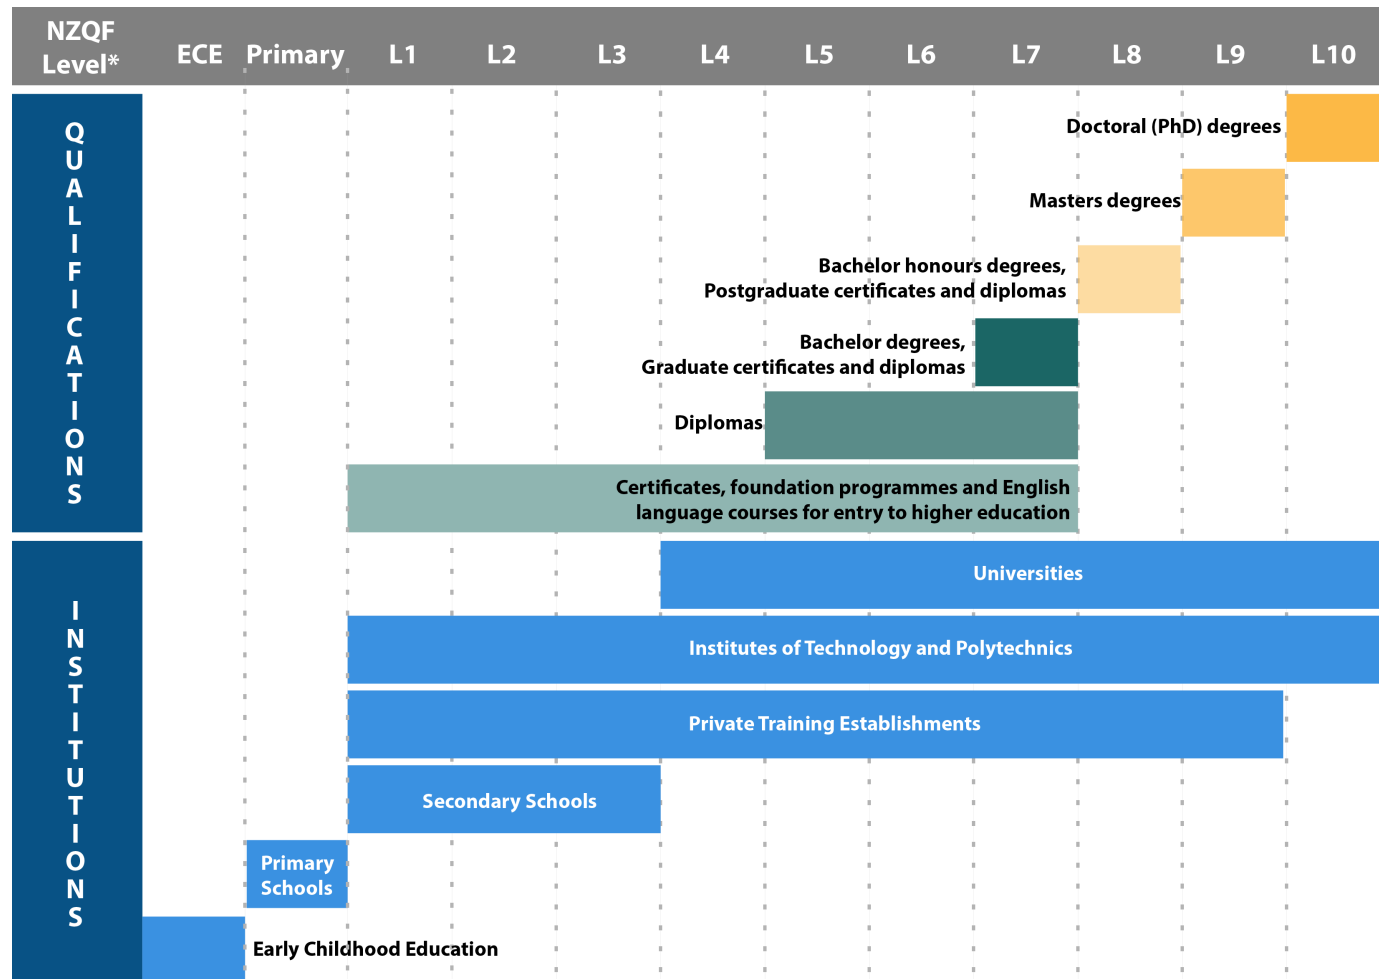 NZQF
Level*
ECE
Primary
L1
L2
L3
L4
L5
L6
L7
L8
L9
L10
QUALIFICATIONS
Doctoral (PhD) degrees
Masters degrees
Bachelor honours degrees,
Postgraduate certificates and diplomas
Bachelor degrees,
Graduate certificates and diplomas
Diplomas
Certificates, foundation programmes and English
language courses for entry to higher education
INSTITUTIONS
Universities
Institutes of Technology and Polytechnics
Private Training Establishments
Secondary Schools
Primary
Schools
Early Childhood Education